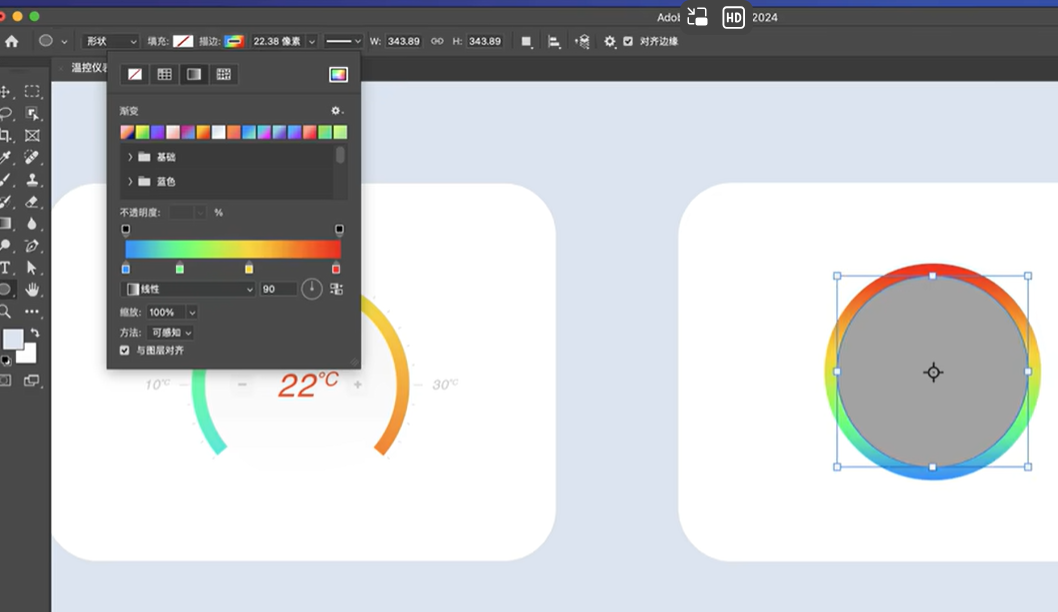 Adob HD 2024
形状 填充: 描边: 22.38 像素 W: 343.89 H: 343.89 对齐边缘
温控仪表
渐变
基础
蓝色
不透明度: %
线性 90
缩放: 100%
方法: 可感知
与图层对齐
10°C 22°C 30°C